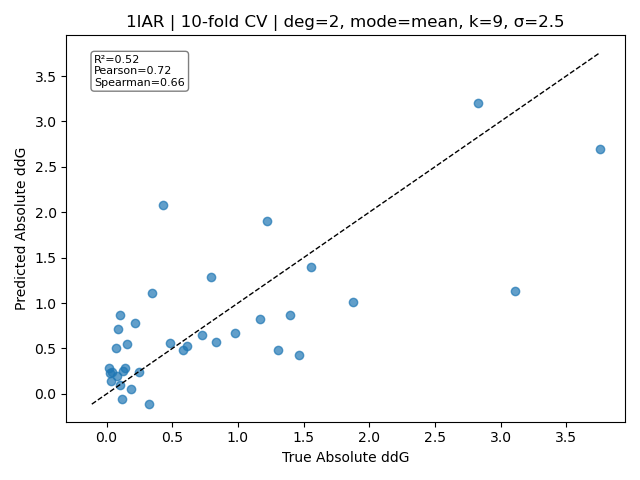 1IAR | 10-fold CV | deg=2, mode=mean, k=9, σ=2.5
R²=0.52
Pearson=0.72
Spearman=0.66
Predicted Absolute ddG
3.5
3.0
2.5
2.0
1.5
1.0
0.5
0.0
0.0 0.5 1.0 1.5 2.0 2.5 3.0 3.5
True Absolute ddG